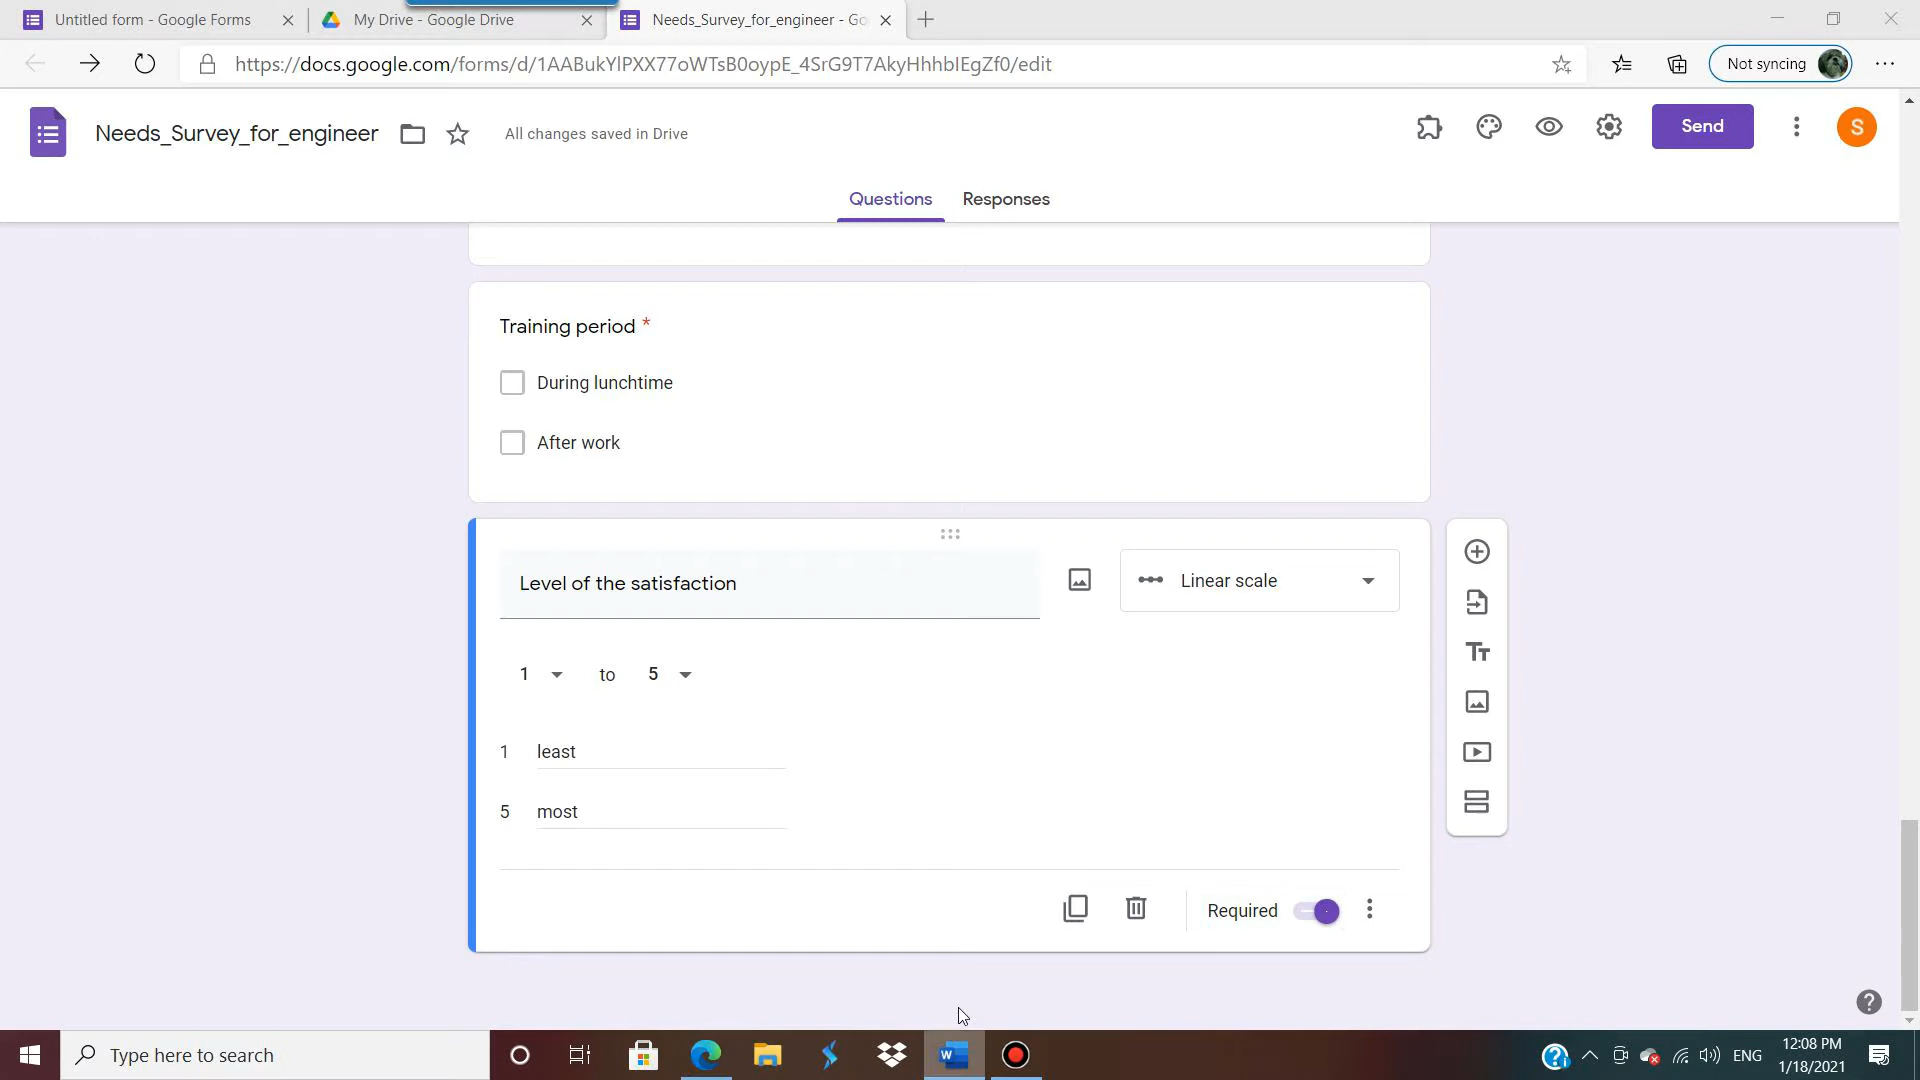 Untitled form - Google Forms
My Drive - Google Drive
Needs_Survey_for_engineer - Go
https://docs.google.com/forms/d/1AABukYlPXX77oWTsB0oypE_4SrG9T7AkyHhhblEgZf0/edit
Not syncing
Needs_Survey_for_engineer
All changes saved in Drive
Send
S
Questions
Responses
Training period *
During lunchtime
After work
Level of the satisfaction
Linear scale
1 to 5
1 least
5 most
Required
Type here to search
ENG
12:08 PM
1/18/2021